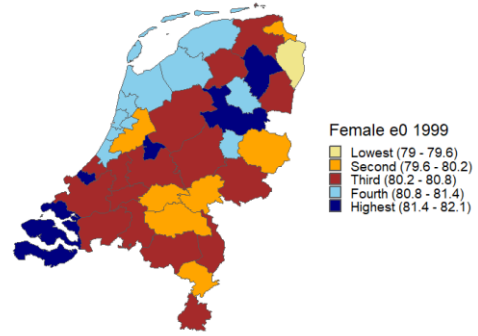 Female e0 1999
Lowest (79 - 79.6)
Second (79.6 - 80.2)
Third (80.2 - 80.8)
Fourth (80.8 - 81.4)
Highest (81.4 - 82.1)